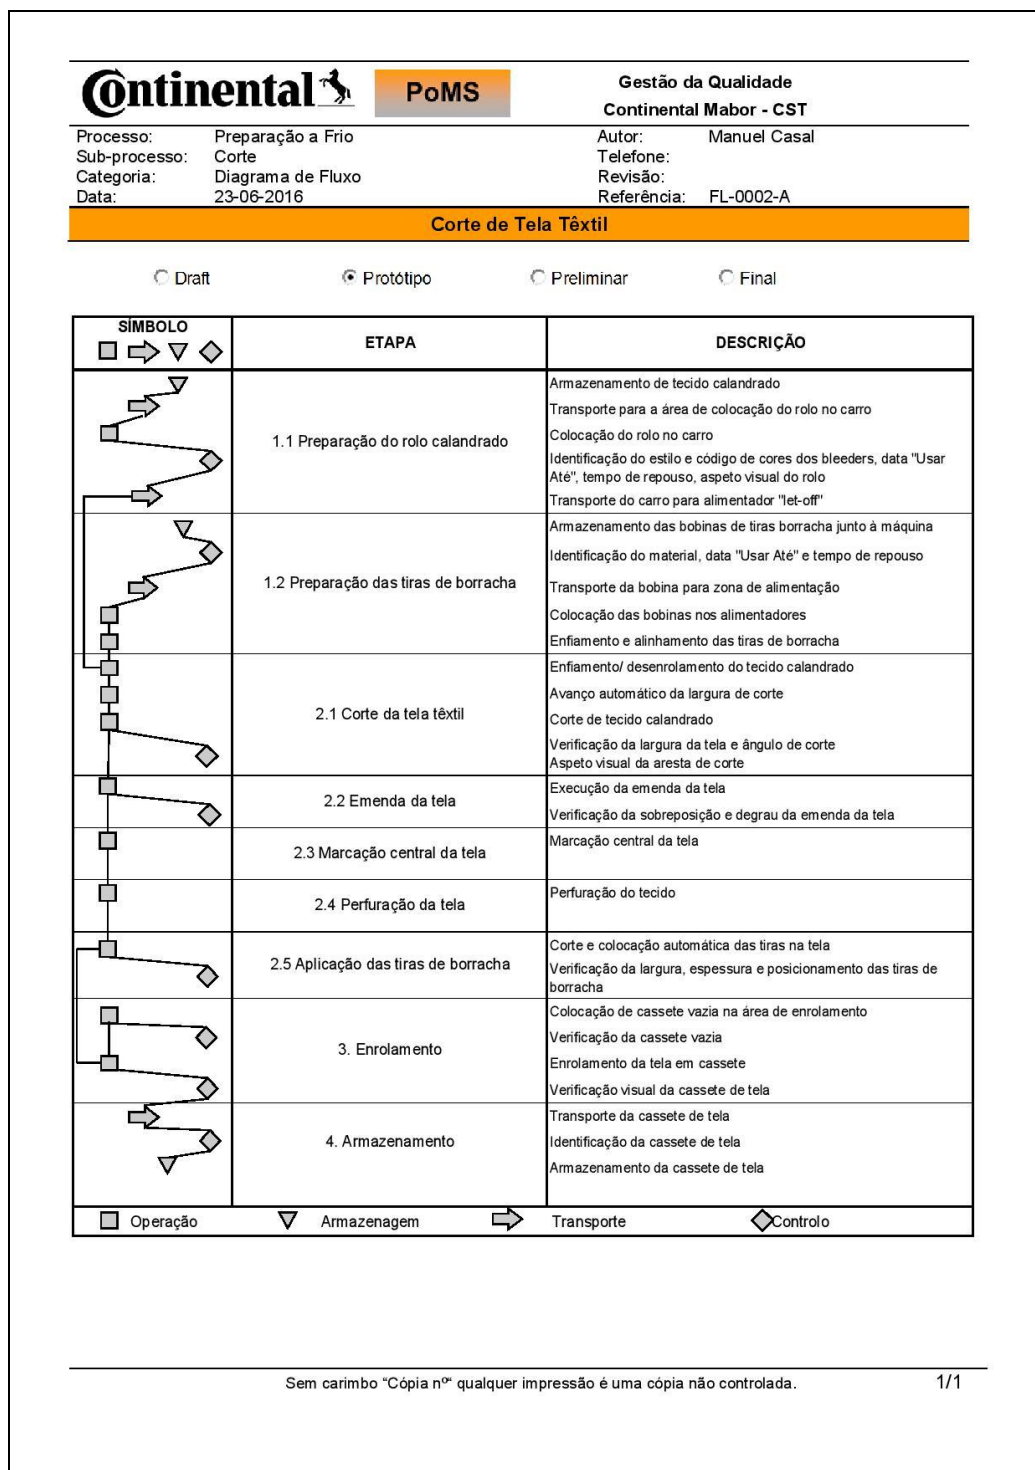 Continental
PoMS
Gestão da Qualidade
Continental Mabor - CST
Processo: Preparação a Frio
Autor: Manuel Casal
Sub-processo: Corte
Telefone:
Categoria: Diagrama de Fluxo
Revisão:
Data: 23-06-2016
Referência: FL-0002-A
Corte de Tela Têxtil
Draft Protótipo Preliminar Final
SÍMBOLO
ETAPA
DESCRIÇÃO
1.1 Preparação do rolo calandrado
Armazenamento de tecido calandrado
Transporte para a área de colocação do rolo no carro
Colocação do rolo no carro
Identificação do estilo e código de cores dos bleeders, data "Usar
Até", tempo de repouso, aspeto visual do rolo
Transporte do carro para alimentador "let-off"
1.2 Preparação das tiras de borracha
Armazenamento das bobinas de tiras borracha junto à máquina
Identificação do material, data "Usar Até" e tempo de repouso
Transporte da bobina para zona de alimentação
Colocação das bobinas nos alimentadores
Enfiamento e alinhamento das tiras de borracha
2.1 Corte da tela têxtil
Enfiamento/ desenrolamento do tecido calandrado
Avanço automático da largura de corte
Corte de tecido calandrado
Verificação da largura da tela e ângulo de corte
Aspeto visual da aresta de corte
2.2 Emenda da tela
Execução da emenda da tela
Verificação da sobreposição e degrau da emenda da tela
2.3 Marcação central da tela
Marcação central da tela
2.4 Perfuração da tela
Perfuração do tecido
2.5 Aplicação das tiras de borracha
Corte e colocação automática das tiras na tela
Verificação da largura, espessura e posicionamento das tiras de
borracha
3. Enrolamento
Colocação de cassete vazia na área de enrolamento
Verificação da cassete vazia
Enrolamento da tela em cassete
Verificação visual da cassete de tela
4. Armazenamento
Transporte da cassete de tela
Identificação da cassete de tela
Armazenamento da cassete de tela
Operação Armazenagem Transporte Controlo
Sem carimbo “Cópia nº“ qualquer impressão é uma cópia não controlada.
1/1